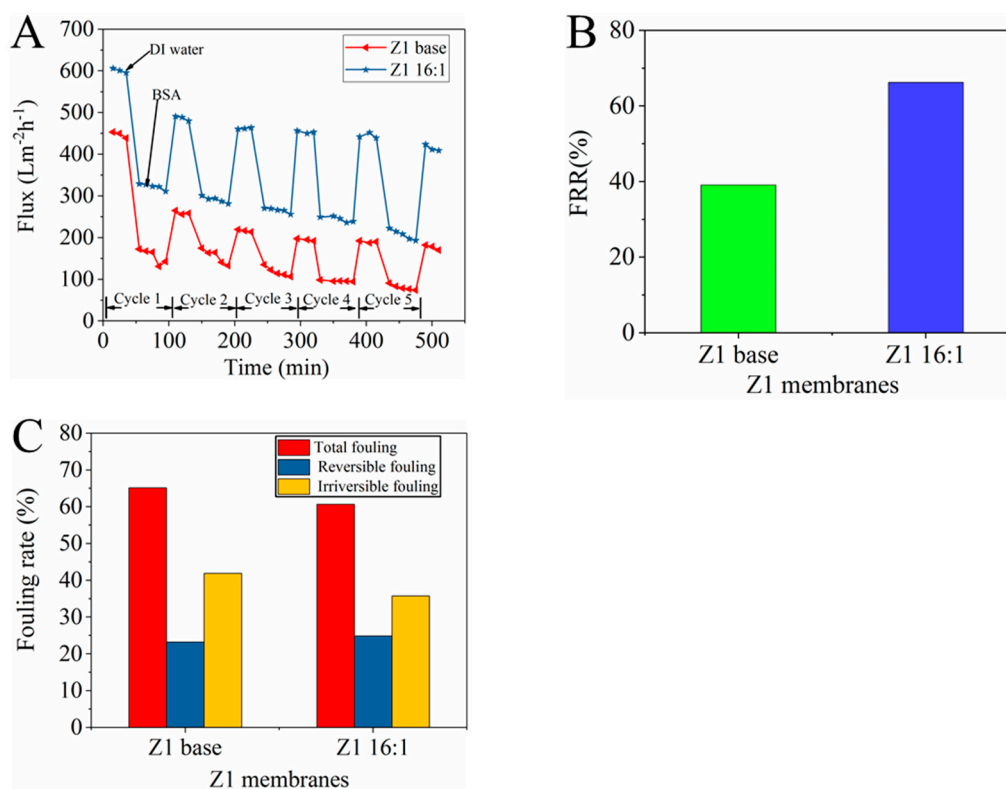 A
Flux (Lm⁻²h⁻¹)
700
600
500
400
300
200
100
0
DI water
BSA
Z1 base
Z1 16:1
Cycle 1
Cycle 2
Cycle 3
Cycle 4
Cycle 5
0 100 200 300 400 500
Time (min)
B
FRR(%)
80
60
40
20
0
Z1 base Z1 16:1
Z1 membranes
C
Fouling rate (%)
80
70
60
50
40
30
20
10
0
Total fouling
Reversible fouling
Irriversible fouling
Z1 base Z1 16:1
Z1 membranes